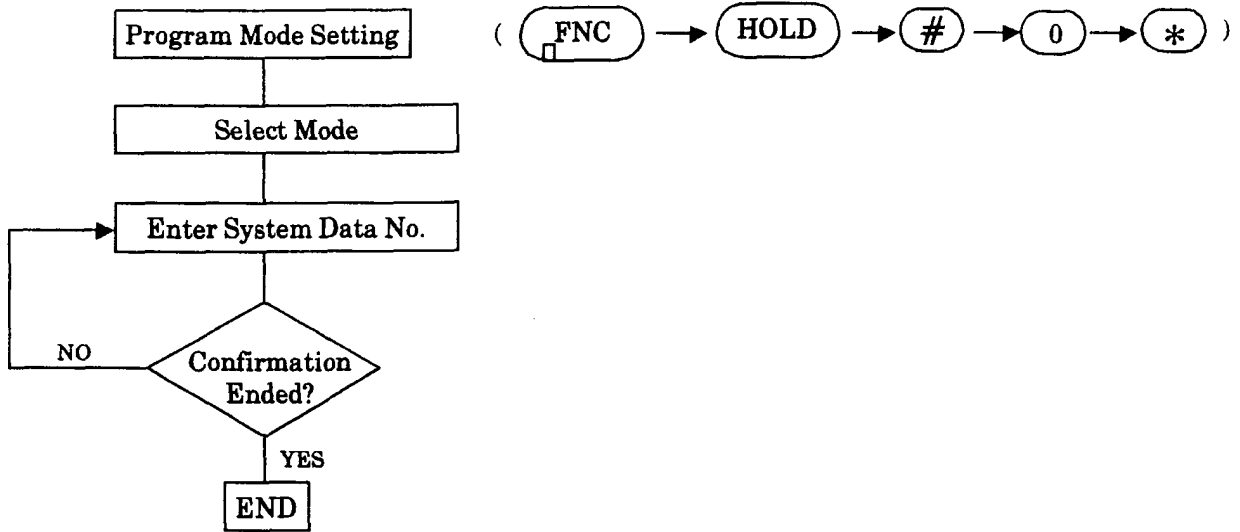 Program Mode Setting ( FNC HOLD # 0 * )
Select Mode
Enter System Data No.
NO
Confirmation
Ended?
YES
END